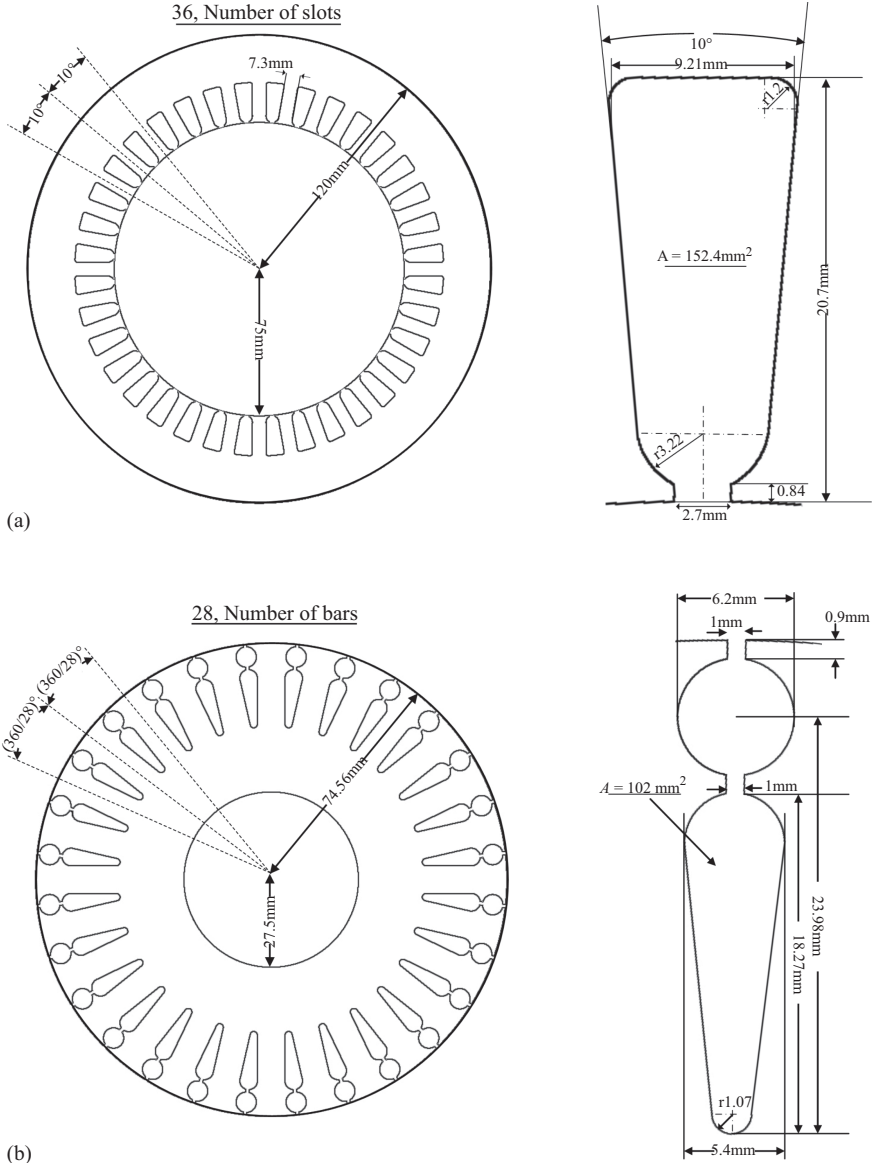 36, Number of slots
10°
10°
7.3mm
120mm
75mm
(a)
10°
9.21mm
r1.2
A = 152.4mm²
20.7mm
r3.22
0.84
2.7mm
28, Number of bars
(360/28)°
(360/28)°
74.56mm
27.5mm
(b)
6.2mm
1mm
0.9mm
A = 102 mm²
1mm
23.98mm
18.27mm
r1.07
5.4mm